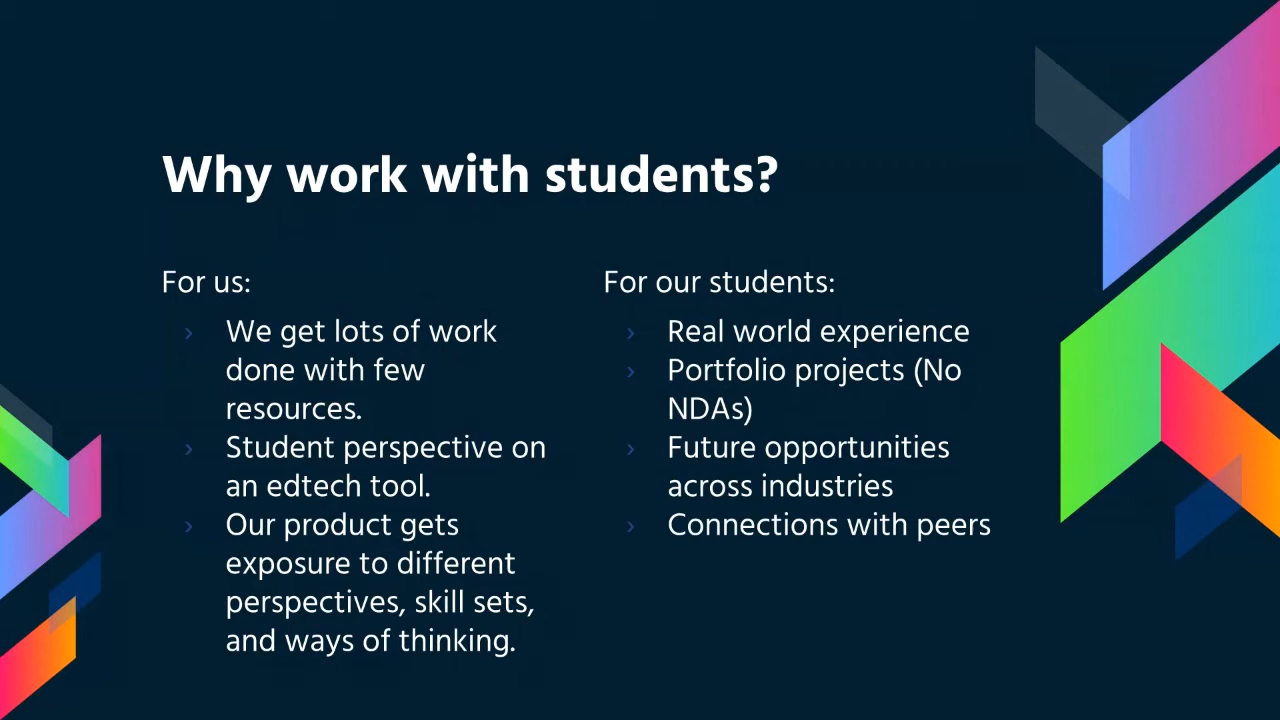 Why work with students?
For us:
› We get lots of work
done with few
resources.
› Student perspective on
an edtech tool.
› Our product gets
exposure to different
perspectives, skill sets,
and ways of thinking.
For our students:
› Real world experience
› Portfolio projects (No
NDAs)
› Future opportunities
across industries
› Connections with peers